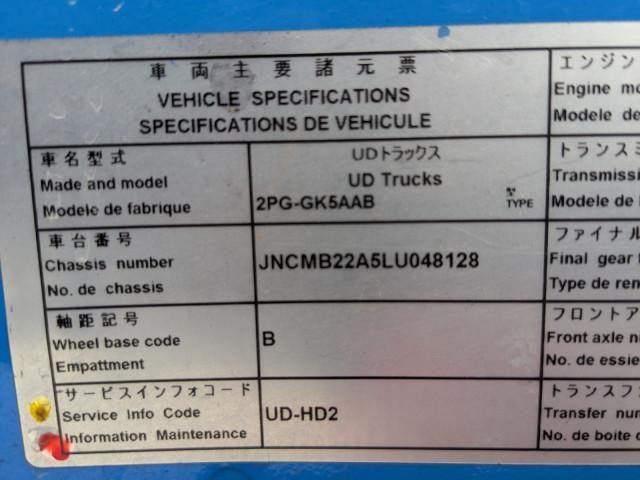 車両主要諸元票
VEHICLE SPECIFICATIONS
SPECIFICATIONS DE VEHICULE
車名型式
Made and model
Modele de fabrique
UDトラックス
UD Trucks
2PG-GK5AAB
型
TYPE
車台番号
Chassis number
No. de chassis
JNCMB22A5LU048128
軸距記号
Wheel base code
Empattment
B
サービスインフォコード
Service Info Code
Information Maintenance
UD-HD2
エンジン
Engine mo
Modele de
トランスミ
Transmissi
Modele de
ファイナル
Final gear
Type de ren
フロントア
Front axle n
No. de essie
トランスフ
Transfer nu
No. de boite